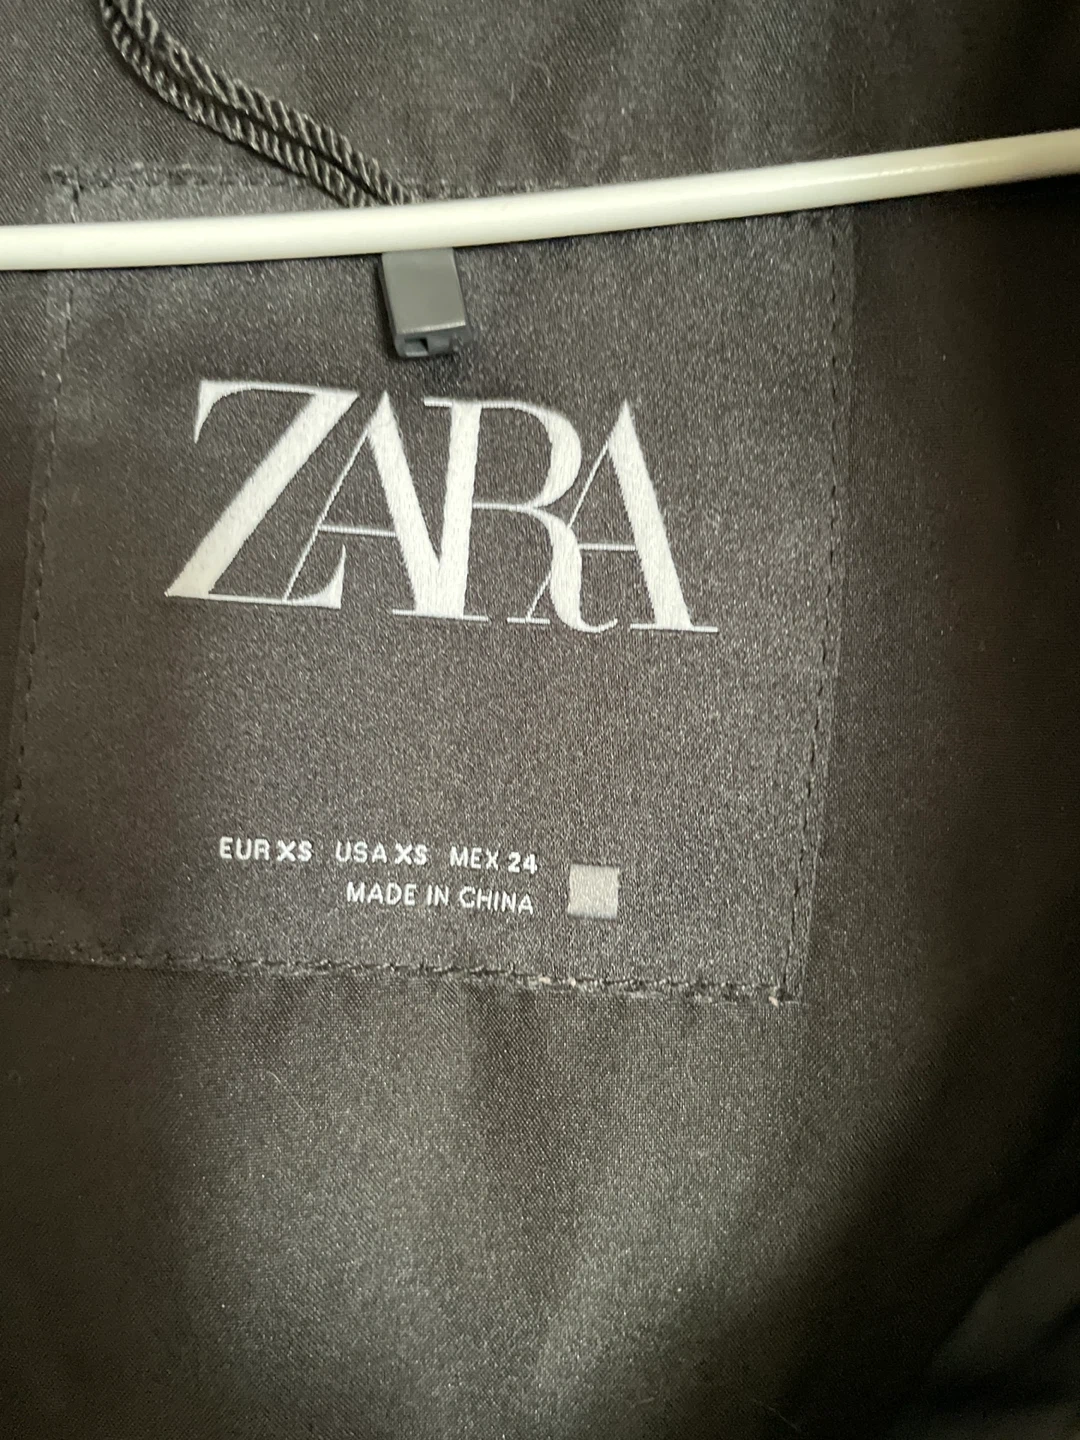 ZARA
EUR XS USA XS MEX 24
MADE IN CHINA